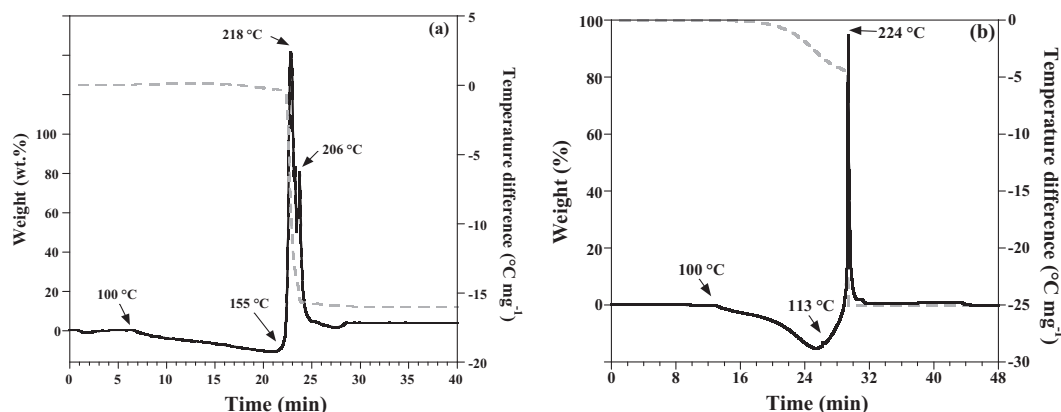 (a)
218 °C
206 °C
100 °C
155 °C
Weight (wt.%)
120
100
80
60
40
20
0
5
0
-5
-10
-15
-20
Temperature difference (°C mg⁻¹)
0 5 10 15 20 25 30 35 40
Time (min)
(b)
224 °C
100 °C
113 °C
Weight (%)
100
80
60
40
20
0
-20
0
-5
-10
-15
-20
-25
-30
Temperature difference (°C mg⁻¹)
0 8 16 24 32 40 48
Time (min)